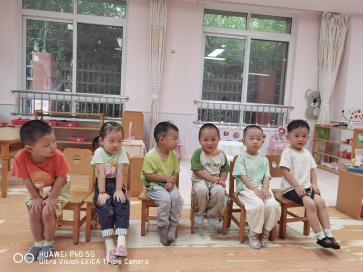 HUAWEI P40 5G
Ultra Vision LEICA Triple Camera